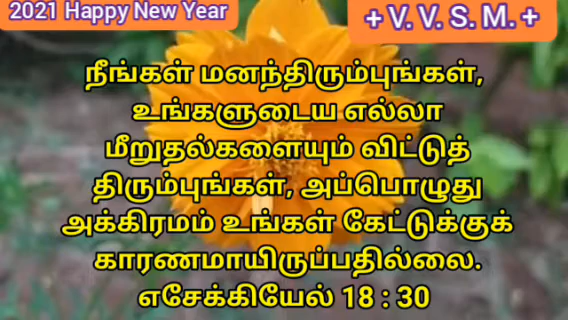 2021 Happy New Year
+ V. V. S. M. +
நீங்கள் மனந்திரும்புங்கள்,
உங்களுடைய எல்லா
மீறுதல்களையும் விட்டுத்
திரும்புங்கள், அப்பொழுது
அக்கிரமம் உங்கள் கேட்டுக்குக்
காரணமாயிருப்பதில்லை.
எசேக்கியேல் 18 : 30